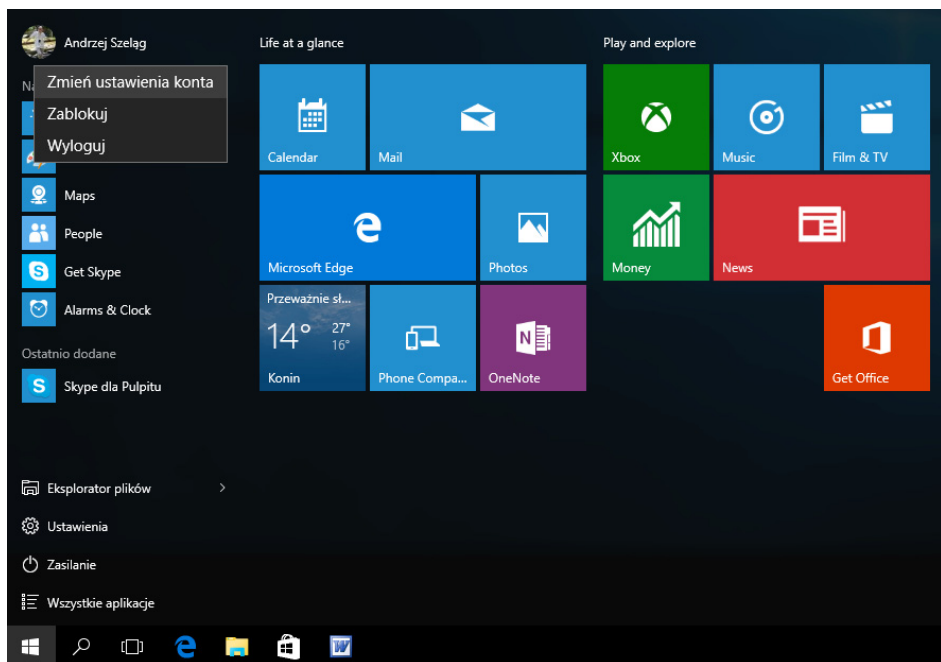 Andrzej Szeląg
Zmień ustawienia konta
Zablokuj
Wyloguj
Maps
People
Get Skype
Alarms & Clock
Ostatnio dodane
Skype dla Pulpitu
Eksplorator plików
Ustawienia
Zasilanie
Wszystkie aplikacje
Life at a glance
Calendar
Mail
Microsoft Edge
Photos
Przeważnie sł...
14° 27°
16°
Konin
Phone Compa...
OneNote
Play and explore
Xbox
Music
Film & TV
Money
News
Get Office